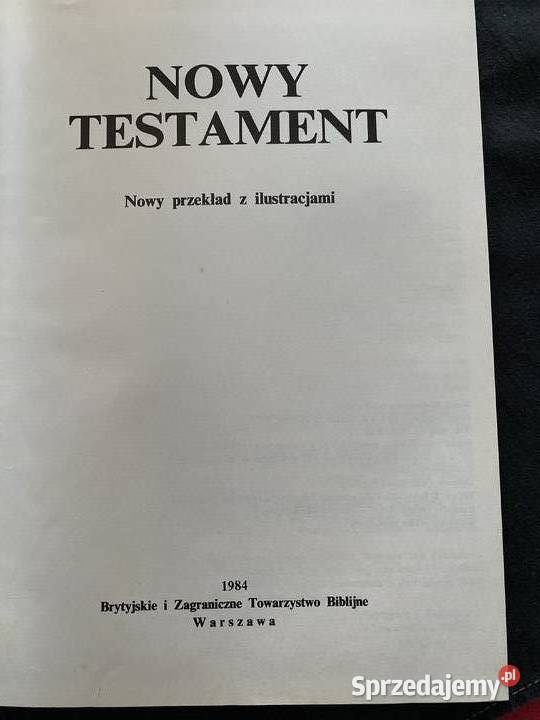 NOWY
TESTAMENT
Nowy przekład z ilustracjami
1984
Brytyjskie i Zagraniczne Towarzystwo Biblijne
Warszawa
Sprzedajemy.pl